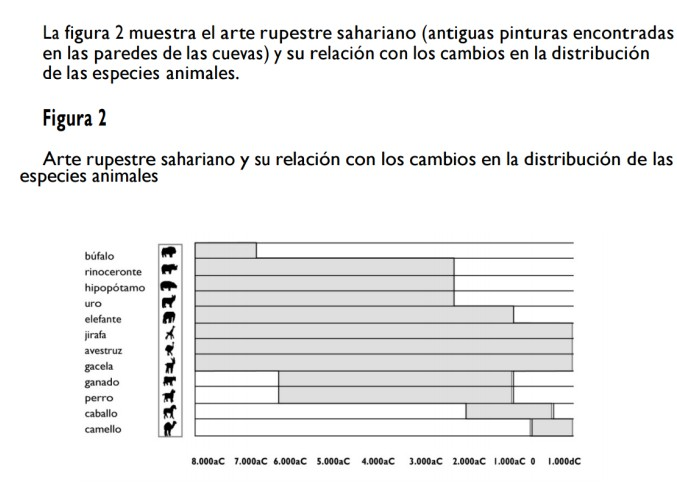 La figura 2 muestra el arte rupestre sahariano (antiguas pinturas encontradas
en las paredes de las cuevas) y su relación con los cambios en la distribución
de las especies animales.
Figura 2
Arte rupestre sahariano y su relación con los cambios en la distribución de las
especies animales
búfalo
rinoceronte
hipopótamo
uro
elefante
jirafa
avestruz
gacela
ganado
perro
caballo
camello
8.000aC 7.000aC 6.000aC 5.000aC 4.000aC 3.000aC 2.000aC 1.000aC 0 1.000dC